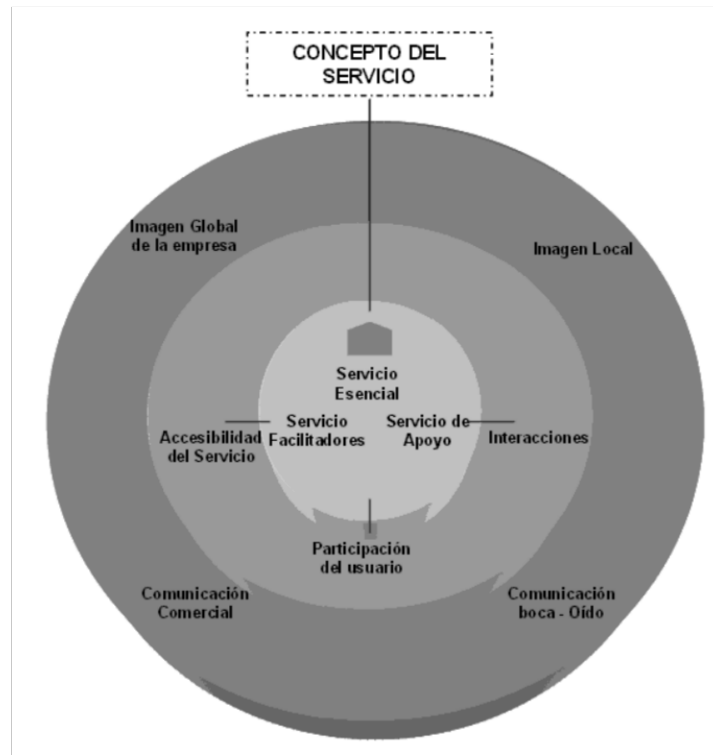 CONCEPTO DEL
SERVICIO
Imagen Global
de la empresa
Imagen Local
Servicio
Esencial
Servicio
Facilitadores
Servicio de
Apoyo
Accesibilidad
del Servicio
Interacciones
Participación
del usuario
Comunicación
Comercial
Comunicación
boca - Oído